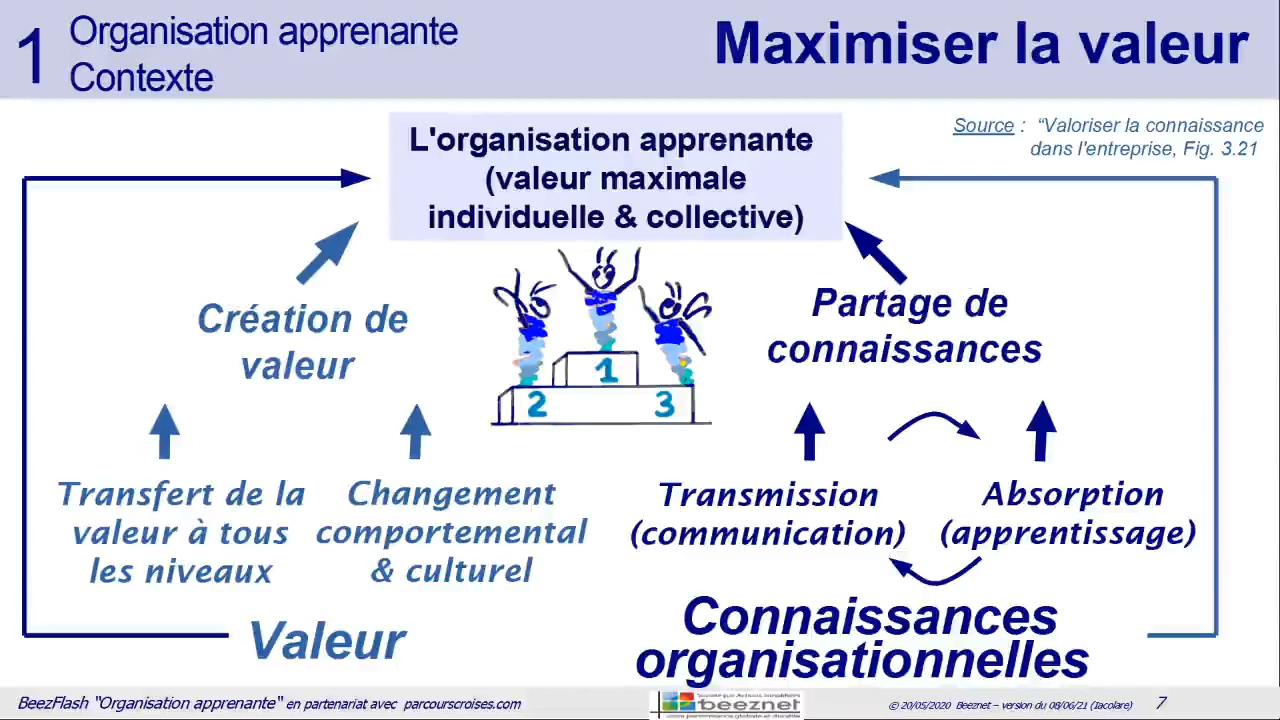 1
Organisation apprenante
Contexte
Maximiser la valeur
Source : “Valoriser la connaissance
dans l'entreprise, Fig. 3.21
L'organisation apprenante
(valeur maximale
individuelle & collective)
Création de
valeur
Partage de
connaissances
1
2
3
Transfert de la
valeur à tous
les niveaux
Changement
comportemental
& culturel
Transmission
(communication)
Absorption
(apprentissage)
Valeur
Connaissances
organisationnelles
BeezFlash "Organisation apprenante" en partenariat avec parcourscroises.com
beeznet
© 20/05/2020 Beeznet – version du 08/06/21 (Lacolare)
7